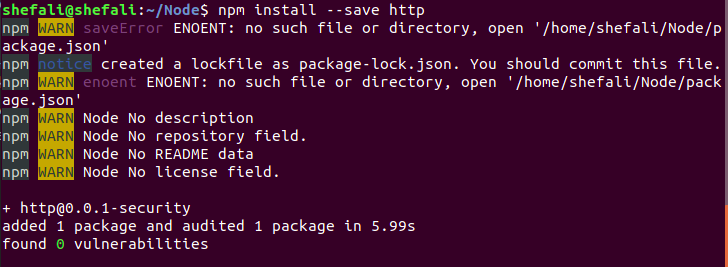 shefali@shefali:~/Node$ npm install --save http
npm WARN saveError ENOENT: no such file or directory, open '/home/shefali/Node/p
ackage.json'
npm notice created a lockfile as package-lock.json. You should commit this file.
npm WARN enoent ENOENT: no such file or directory, open '/home/shefali/Node/pack
age.json'
npm WARN Node No description
npm WARN Node No repository field.
npm WARN Node No README data
npm WARN Node No license field.
+ http@0.0.1-security
added 1 package and audited 1 package in 5.99s
found 0 vulnerabilities